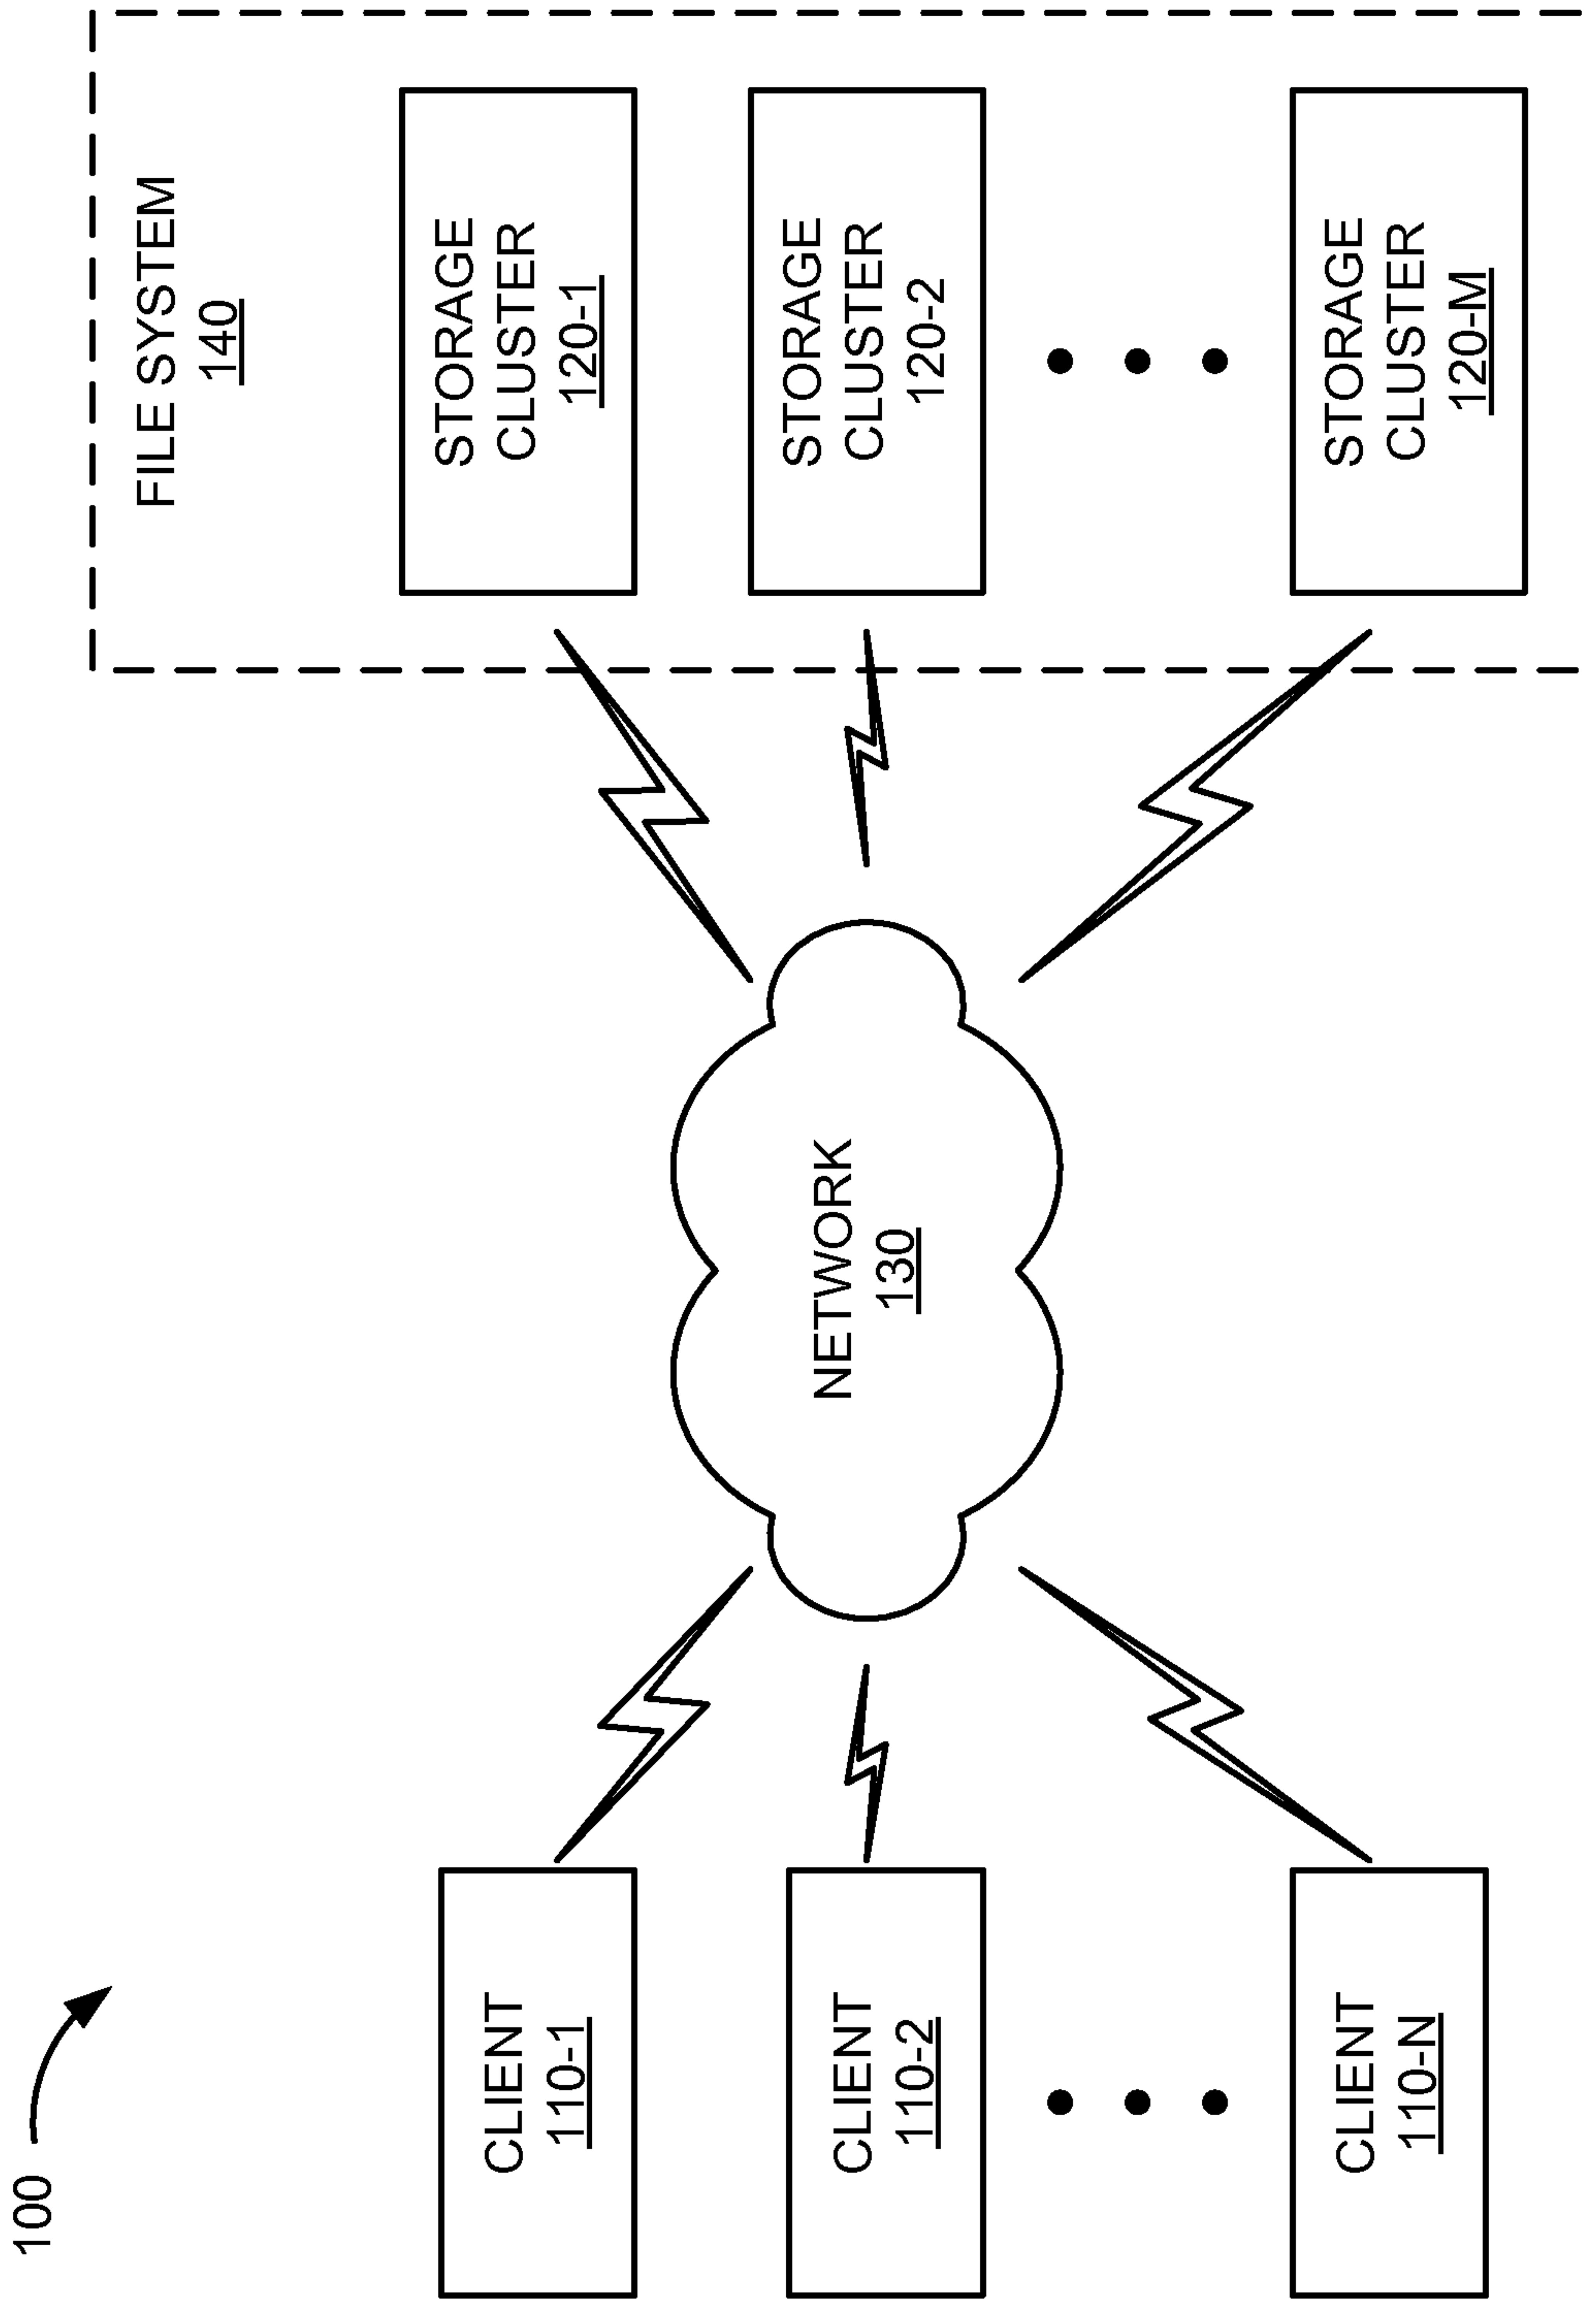 100
FILE SYSTEM
140
CLIENT
110-1
STORAGE
CLUSTER
120-1
CLIENT
110-2
NETWORK
130
STORAGE
CLUSTER
120-2
CLIENT
110-N
STORAGE
CLUSTER
120-M